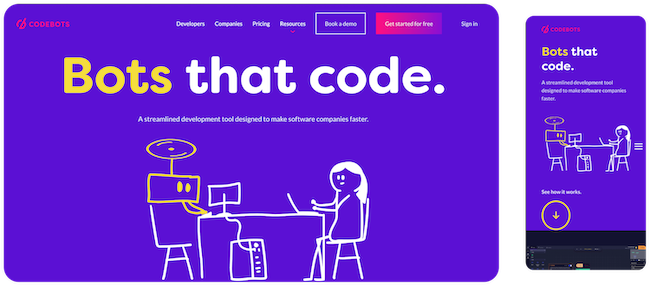 CODEBOTS
Developers Companies Pricing Resources Book a demo Get started for free Sign in
Bots that code.
A streamlined development tool designed to make software companies faster.
CODEBOTS
Bots that
code.
A streamlined development tool
designed to make software companies
faster.
See how it works.